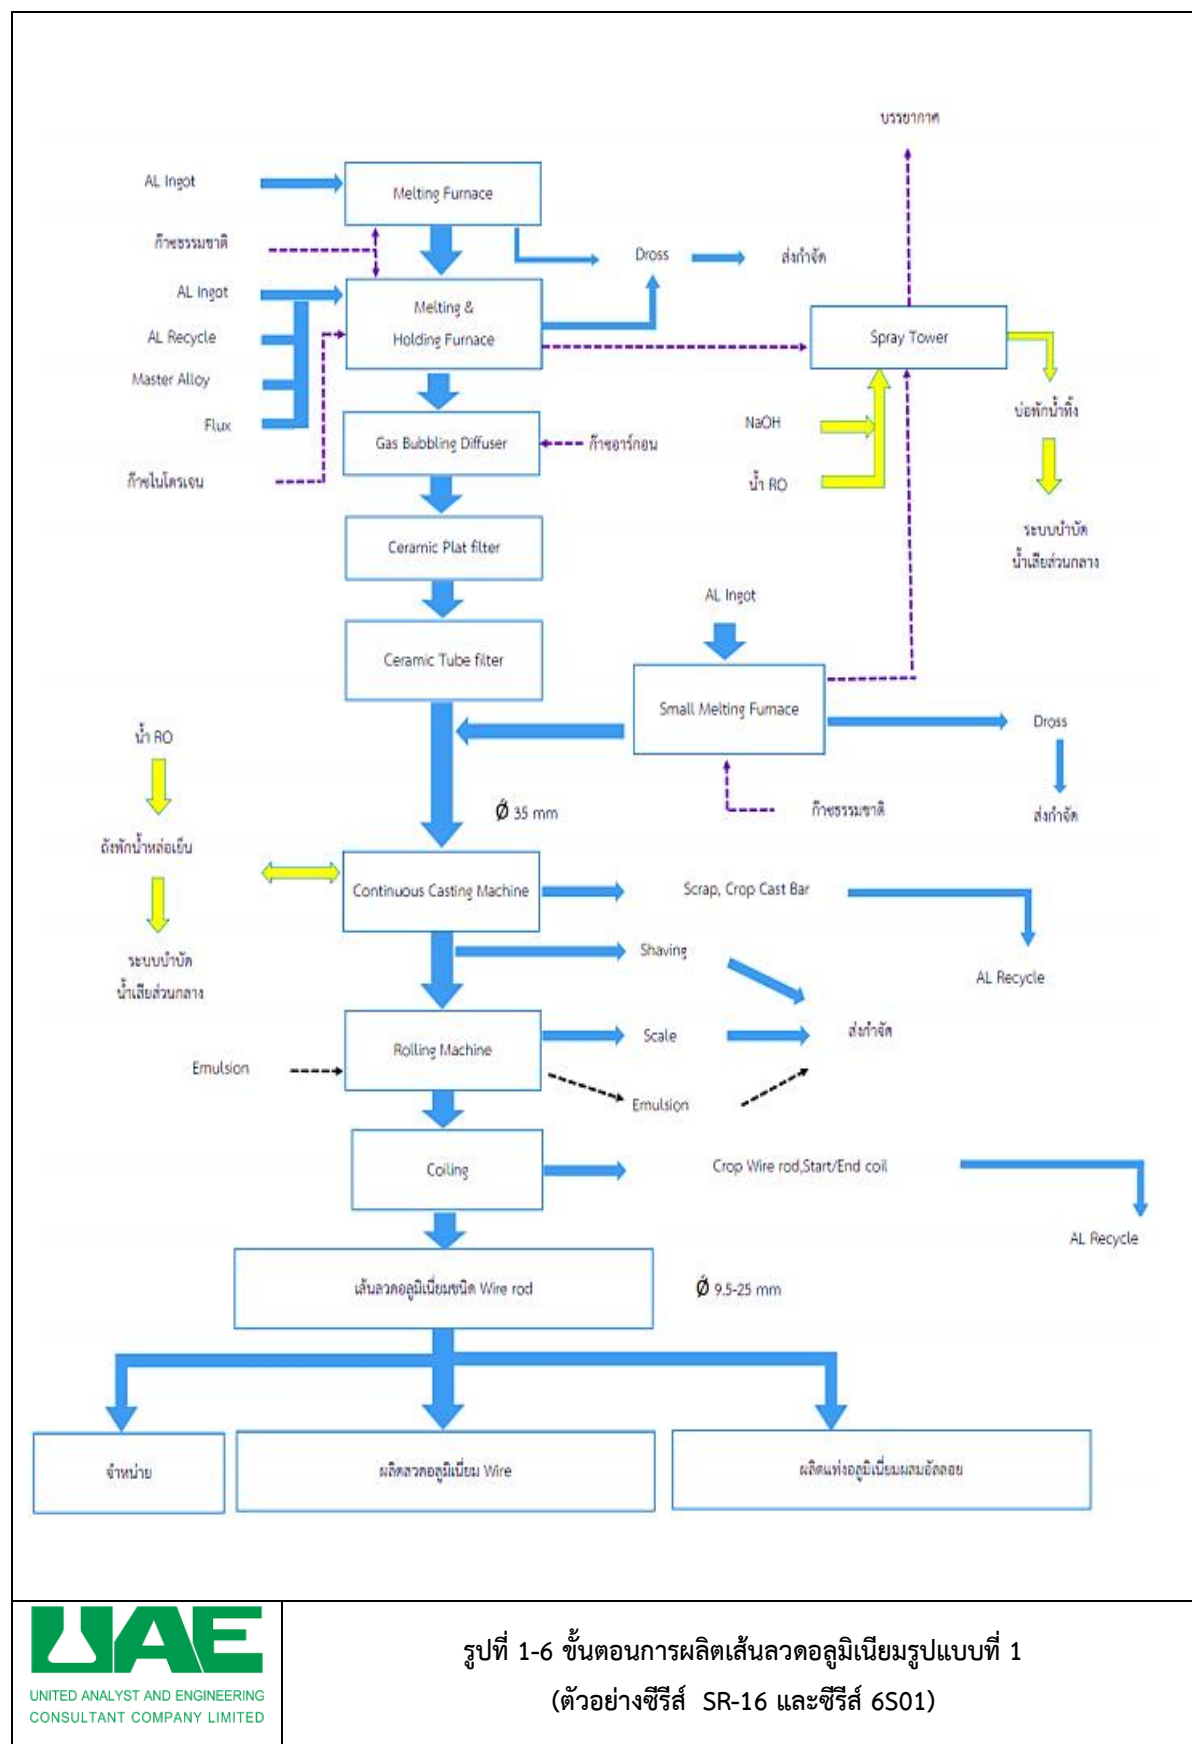 บรรยากาศ
AL Ingot
Melting Furnace
ก๊าซธรรมชาติ
Dross
ส่งกำจัด
AL Ingot
Melting &
Holding Furnace
AL Recycle
Spray Tower
Master Alloy
Flux
NaOH
บ่อพักน้ำทิ้ง
Gas Bubbling Diffuser
ก๊าซอาร์กอน
ก๊าซไนโตรเจน
น้ำ RO
Ceramic Plat filter
ระบบบำบัด
น้ำเสียส่วนกลาง
AL Ingot
Ceramic Tube filter
Small Melting Furnace
Dross
น้ำ RO
Ø 35 mm
ก๊าซธรรมชาติ
ส่งกำจัด
ถังพักน้ำหล่อเย็น
Continuous Casting Machine
Scrap, Crop Cast Bar
Shaving
ระบบบำบัด
น้ำเสียส่วนกลาง
AL Recycle
Rolling Machine
Scale
ส่งกำจัด
Emulsion
Emulsion
Coiling
Crop Wire rod,Start/End coil
AL Recycle
เส้นลวดอลูมิเนี่ยมชนิด Wire rod
Ø 9.5-25 mm
จำหน่าย
ผลิตลวดอลูมิเนี่ยม Wire
ผลิตแท่งอลูมิเนี่ยมผสมอัลลอย
UAE
UNITED ANALYST AND ENGINEERING
CONSULTANT COMPANY LIMITED
รูปที่ 1-6 ขั้นตอนการผลิตเส้นลวดอลูมิเนียมรูปแบบที่ 1
(ตัวอย่างซีรีส์ SR-16 และซีรีส์ 6S01)